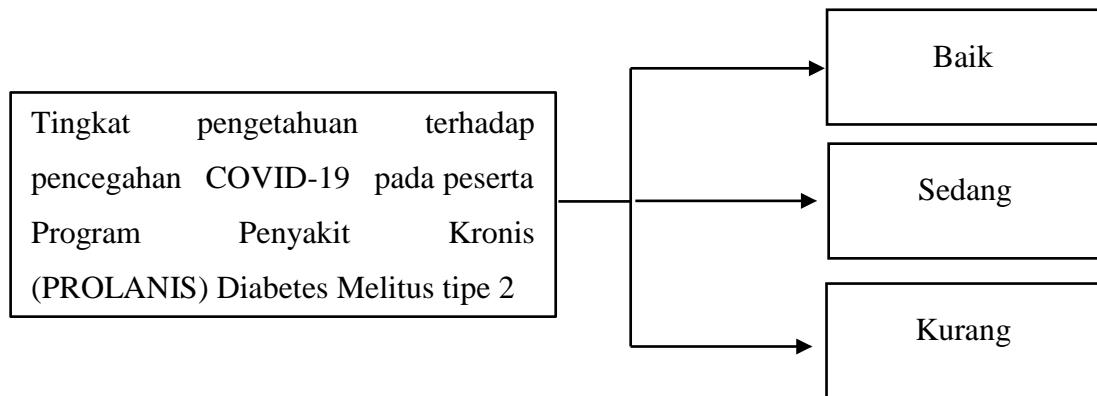 Tingkat pengetahuan terhadap
pencegahan COVID-19 pada peserta
Program Penyakit Kronis
(PROLANIS) Diabetes Melitus tipe 2
Baik
Sedang
Kurang